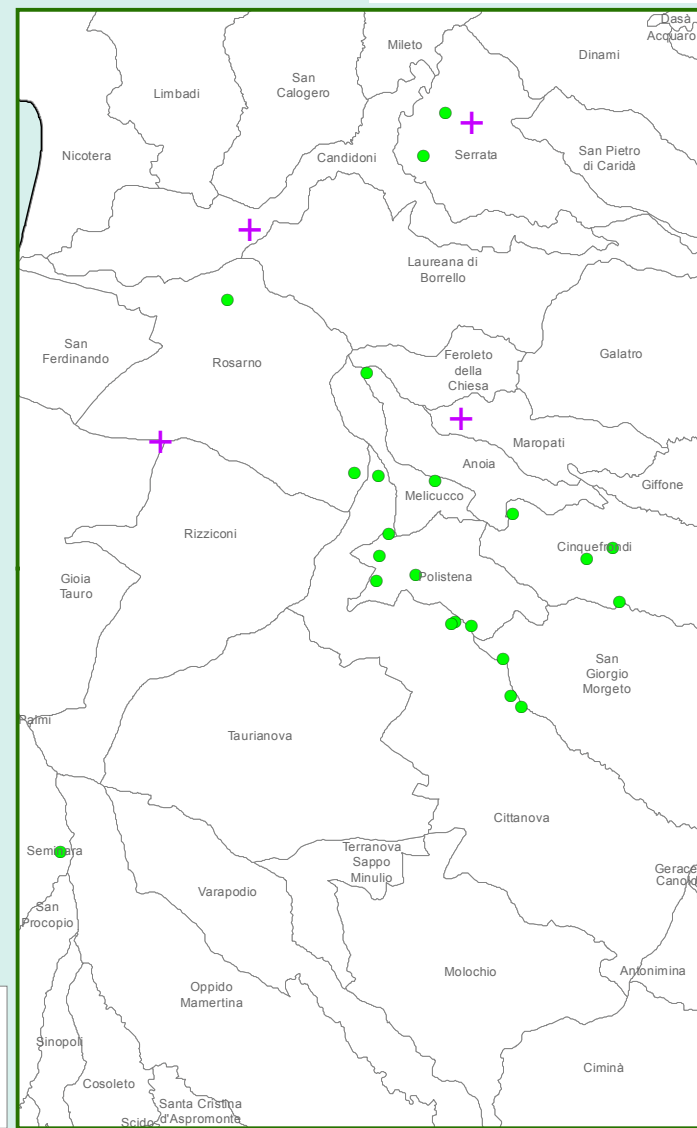 Dasà
Acquaro
Mileto
Dinami
San
Calogero
Limbadi
Nicotera
Candidoni
Serrata
San Pietro
di Caridà
Laureana di
Borrello
San
Ferdinando
Rosarno
Feroleto
della
Chiesa
Galatro
Maropati
Anoia
Giffone
Melicucco
Rizziconi
Cinquefrondi
Gioia
Tauro
Polistena
San
Giorgio
Morgeto
Palmi
Taurianova
Cittanova
Seminara
Terranova
Sappo
Minulio
Gerace
Canolo
Varapodio
San
Procopio
Molochio
Antonimina
Oppido
Mamertina
Sinopoli
Cosoleto
Ciminà
Santa Cristina
d'Aspromonte
Scido